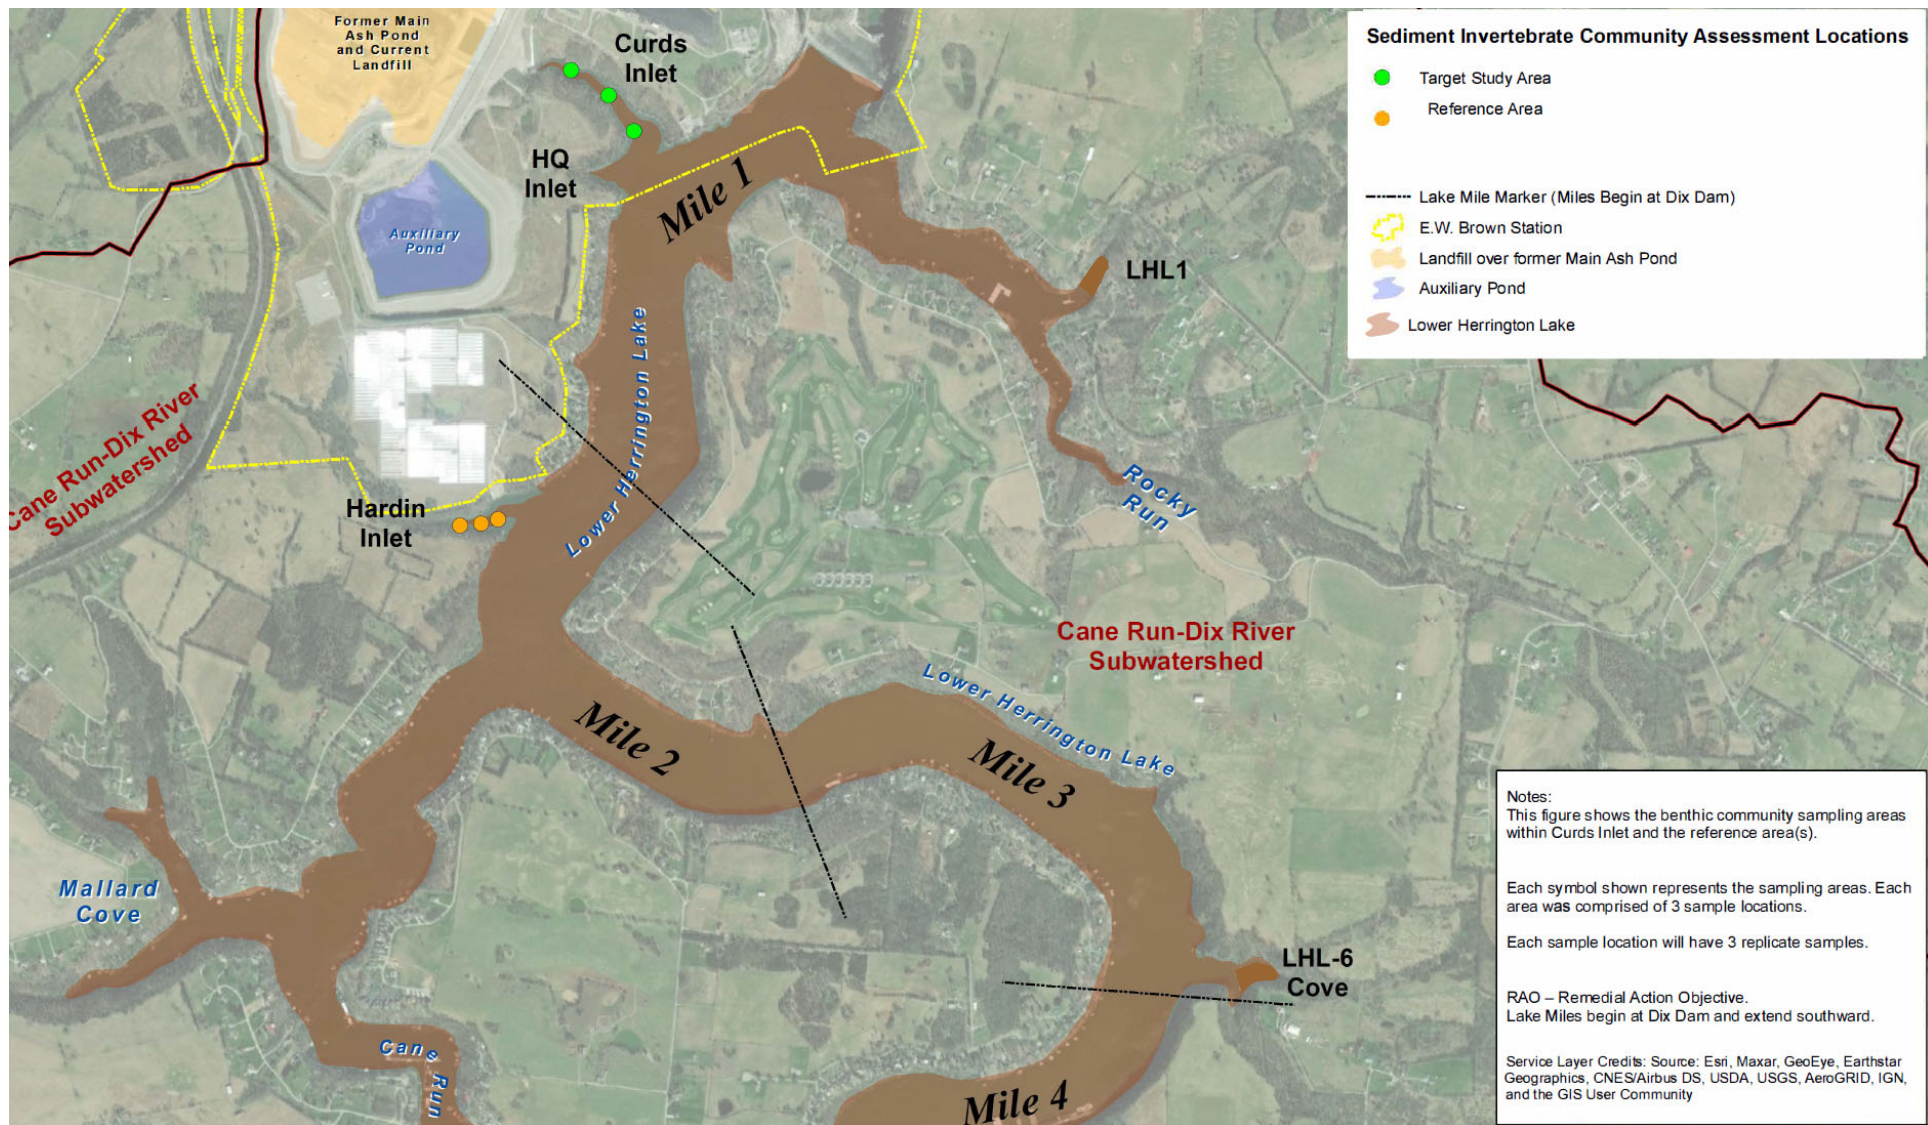 Former Main
Ash Pond
and Current
Landfill
Curds
Inlet
HQ
Inlet
Mile 1
Auxiliary
Pond
LHL1
Lower Herrington Lake
Cane Run-Dix River
Subwatershed
Hardin
Inlet
Rocky
Run
Cane Run-Dix River
Subwatershed
Lower Herrington Lake
Mile 2
Mile 3
Mallard
Cove
LHL-6
Cove
Cane
Run
Mile 4
Sediment Invertebrate Community Assessment Locations
Target Study Area
Reference Area
Lake Mile Marker (Miles Begin at Dix Dam)
E.W. Brown Station
Landfill over former Main Ash Pond
Auxiliary Pond
Lower Herrington Lake
Notes:
This figure shows the benthic community sampling areas
within Curds Inlet and the reference area(s).
Each symbol shown represents the sampling areas. Each
area was comprised of 3 sample locations.
Each sample location will have 3 replicate samples.
RAO – Remedial Action Objective.
Lake Miles begin at Dix Dam and extend southward.
Service Layer Credits: Source: Esri, Maxar, GeoEye, Earthstar
Geographics, CNES/Airbus DS, USDA, USGS, AeroGRID, IGN,
and the GIS User Community